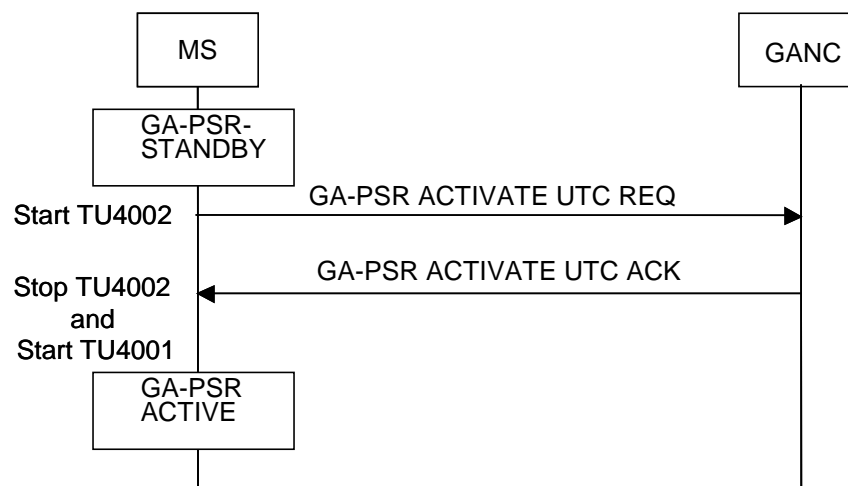 MS
GANC
GA-PSR-
STANDBY
Start TU4002
GA-PSR ACTIVATE UTC REQ
GA-PSR ACTIVATE UTC ACK
Stop TU4002
and
Start TU4001
GA-PSR
ACTIVE